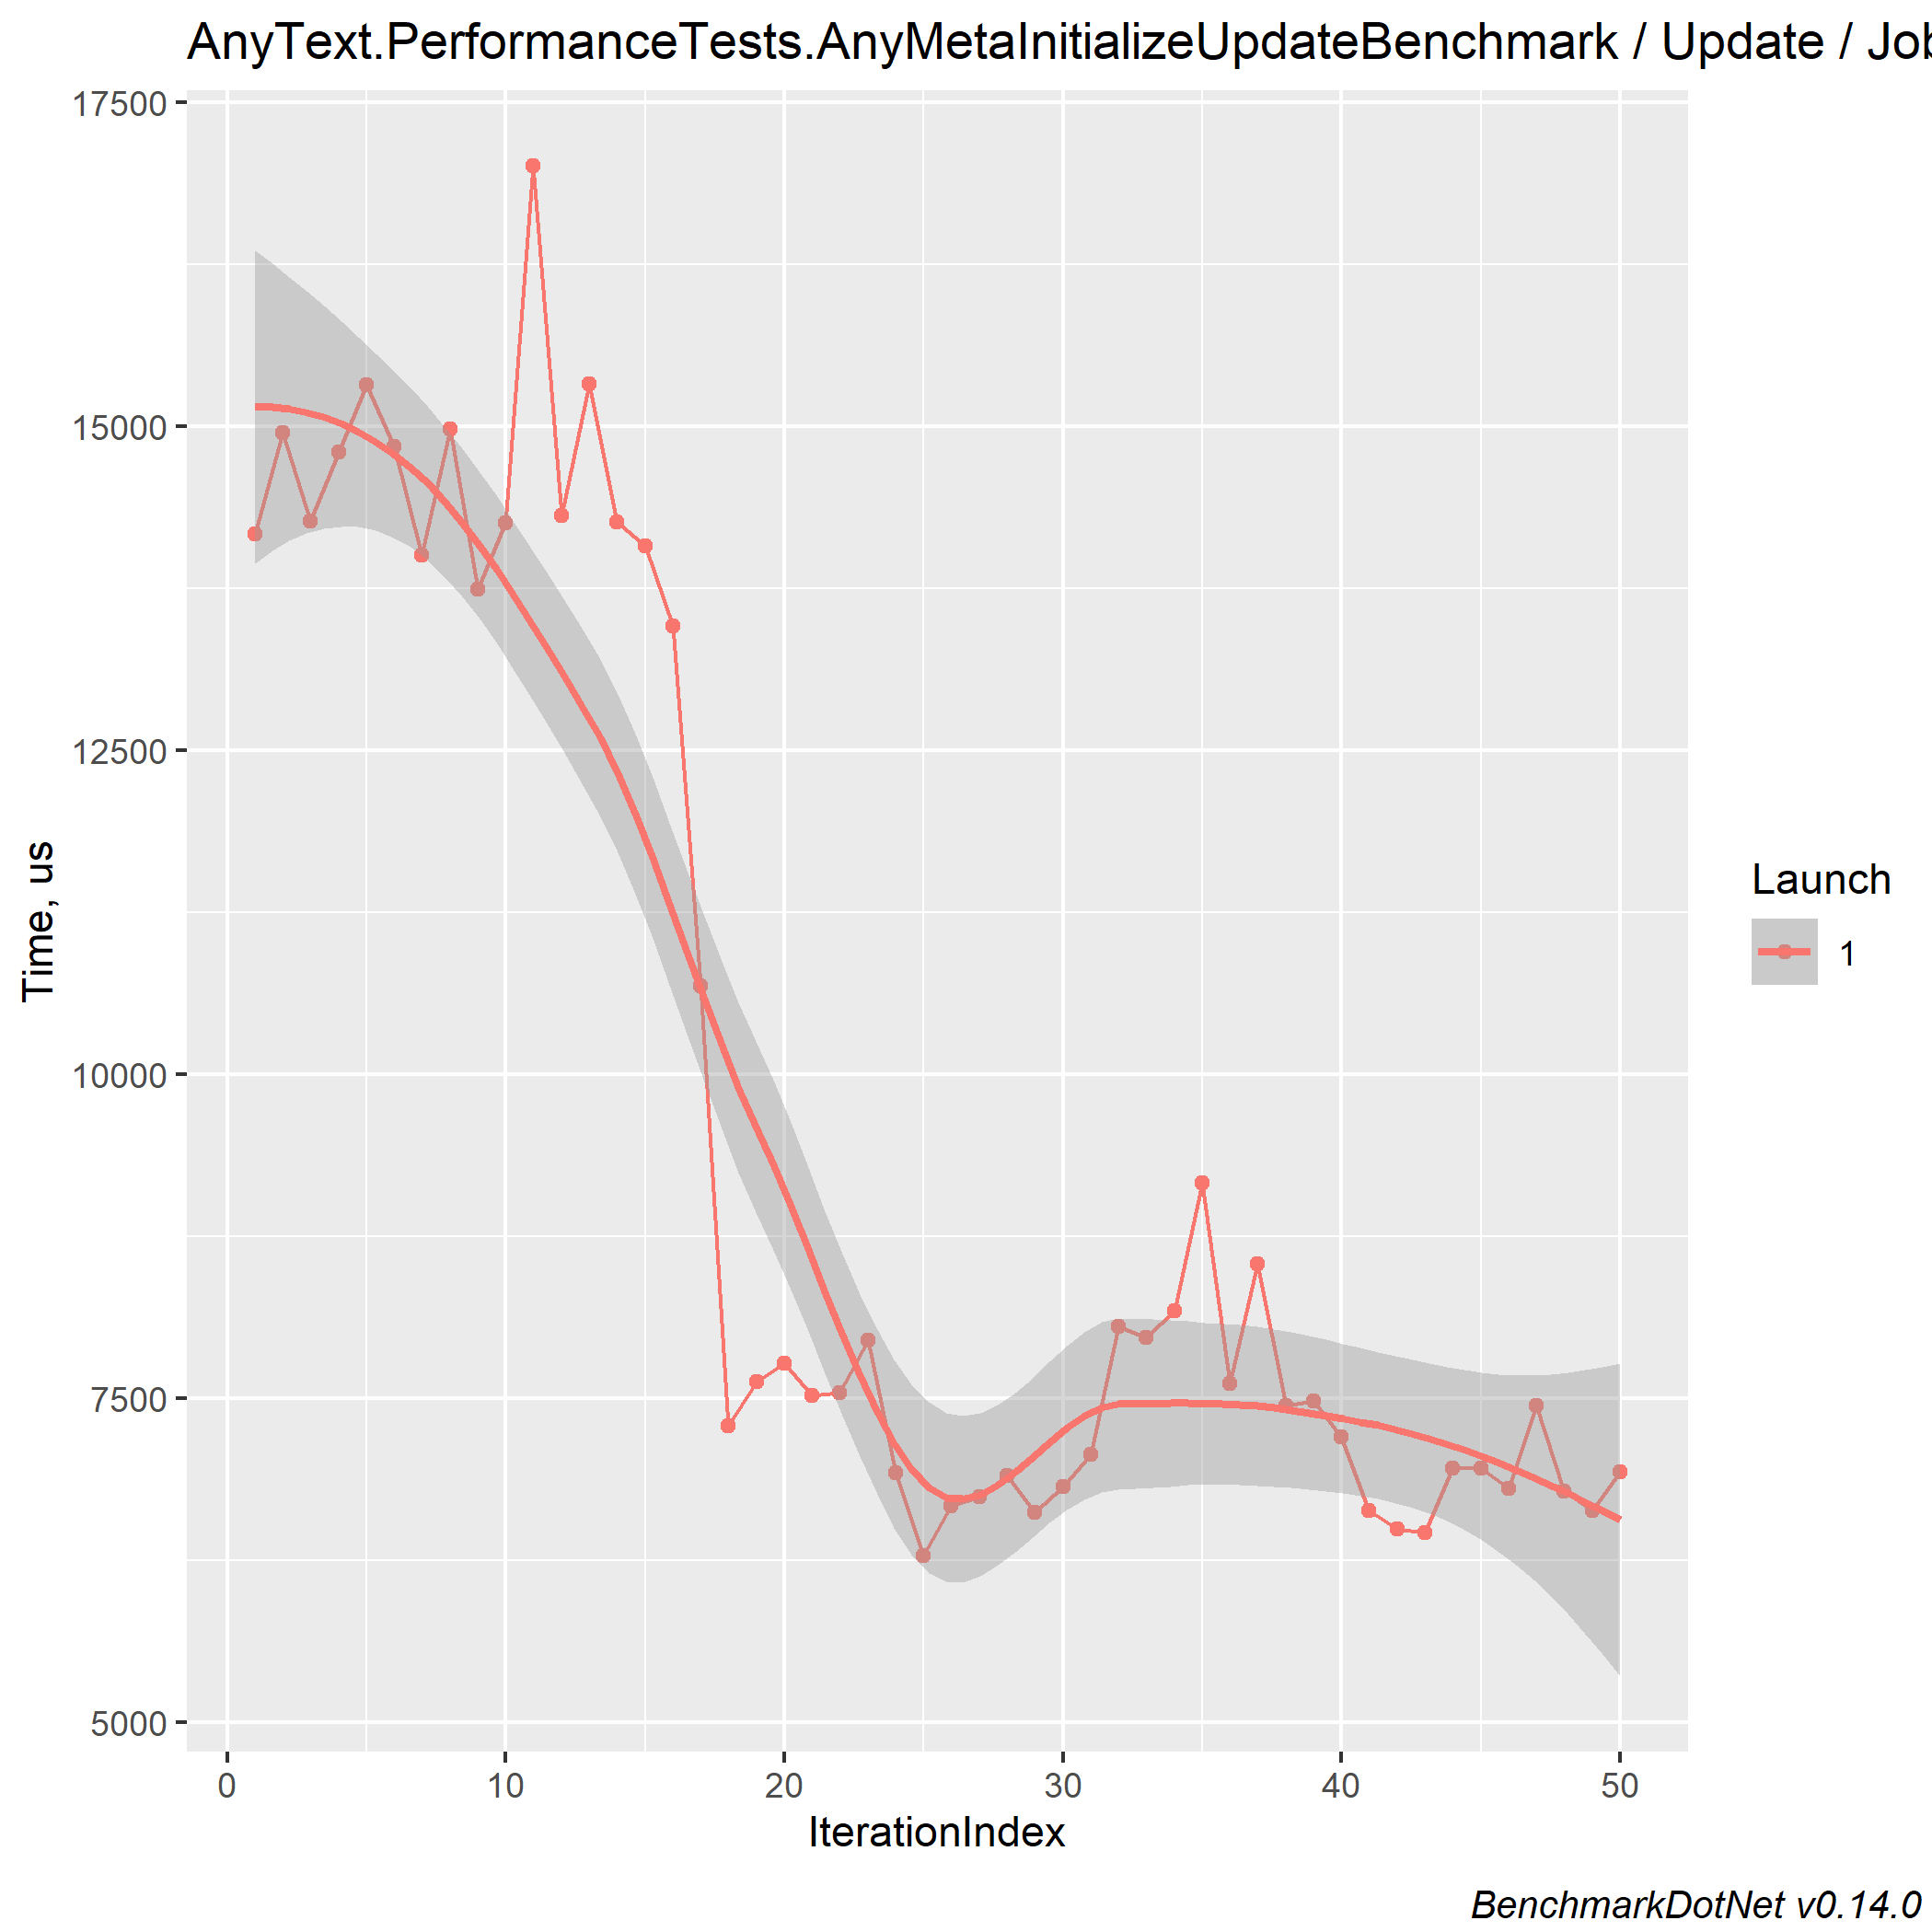 AnyText.PerformanceTests.AnyMetaInitializeUpdateBenchmark / Update / Job
17500
15000
12500
10000
7500
5000
Time, us
0 10 20 30 40 50
IterationIndex
Launch
1
BenchmarkDotNet v0.14.0